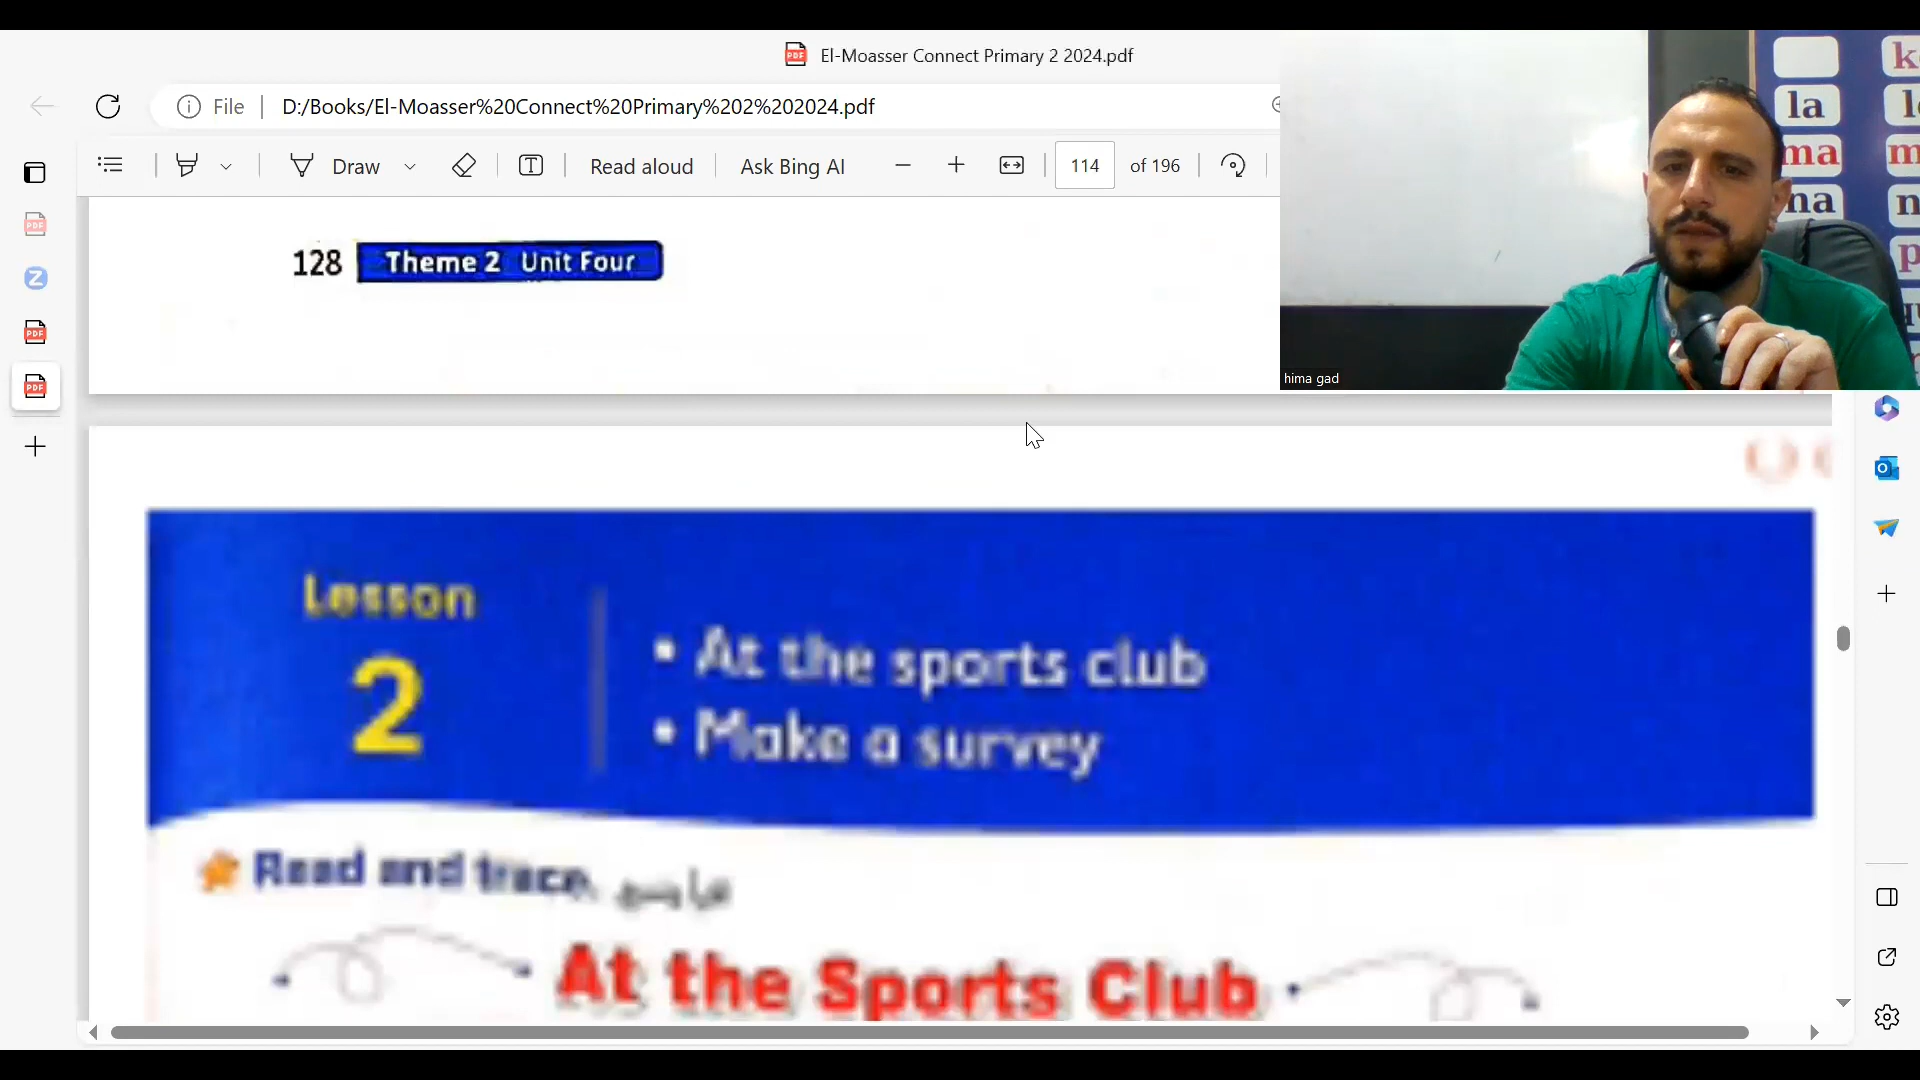 El-Moasser Connect Primary 2 2024.pdf
File
D:/Books/El-Moasser%20Connect%20Primary%202%202024.pdf
Draw
Read aloud
Ask Bing AI
114
of 196
128
Theme 2 Unit Four
la
ma
na
hima gad
Lesson
2
• At the sports club
• Make a survey
Read and trace.
At the Sports Club